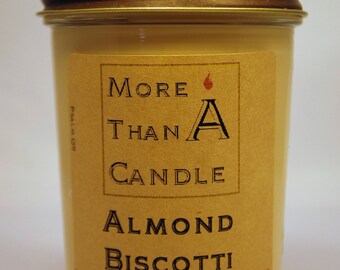 More
Than A
Candle
Almond
Biscotti